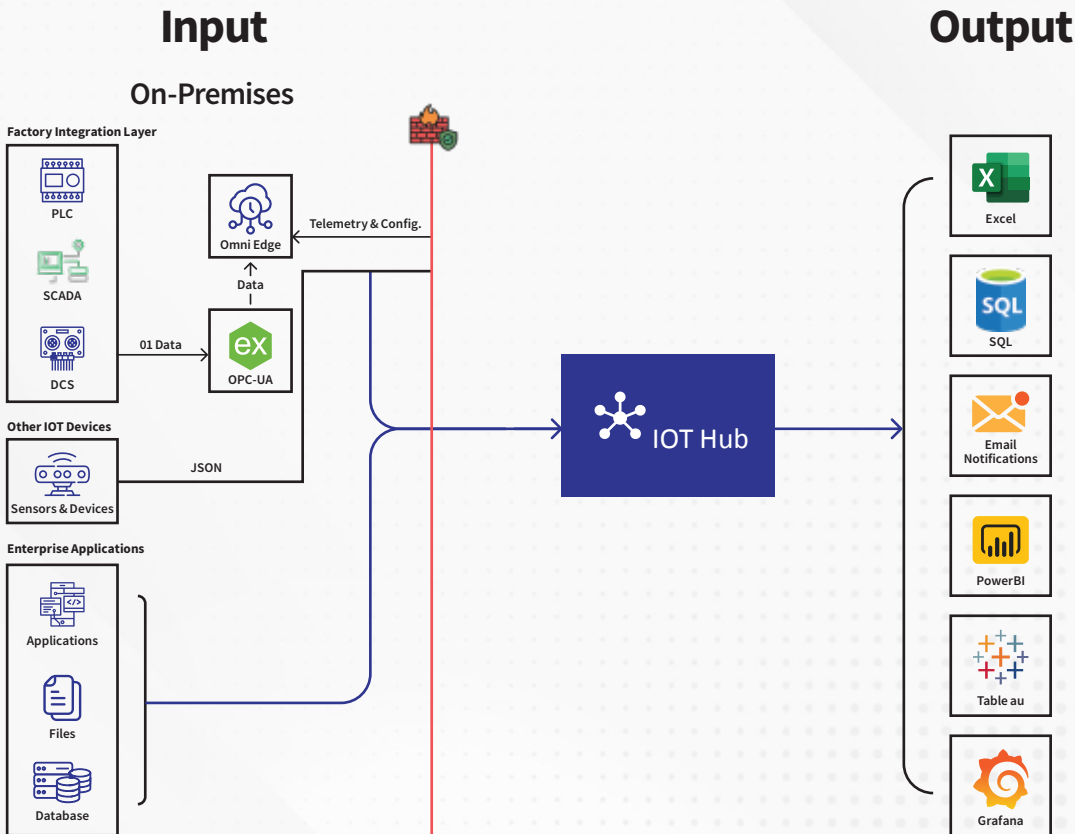 Input
Output
On-Premises
Factory Integration Layer
PLC
SCADA
DCS
01 Data
Omni Edge
Data
ex
OPC-UA
Telemetry & Config.
Other IOT Devices
Sensors & Devices
JSON
Enterprise Applications
Applications
Files
Database
IOT Hub
X
Excel
SQL
SQL
Email
Notifications
PowerBI
Table au
Grafana